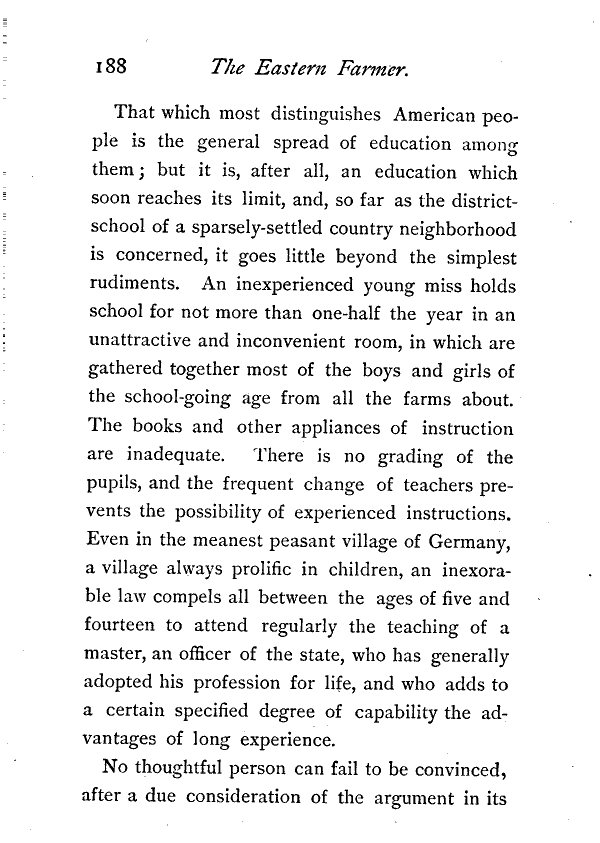 188 The Eastern Farmer.
That which most distinguishes American peo-
ple is the general spread of education among
them; but it is, after all, an education which
soon reaches its limit, and, so far as the district-
school of a sparsely-settled country neighborhood
is concerned, it goes little beyond the simplest
rudiments. An inexperienced young miss holds
school for not more than one-half the year in an
unattractive and inconvenient room, in which are
gathered together most of the boys and girls of
the school-going age from all the farms about.
The books and other appliances of instruction
are inadequate. There is no grading of the
pupils, and the frequent change of teachers pre-
vents the possibility of experienced instructions.
Even in the meanest peasant village of Germany,
a village always prolific in children, an inexora-
ble law compels all between the ages of five and
fourteen to attend regularly the teaching of a
master, an officer of the state, who has generally
adopted his profession for life, and who adds to
a certain specified degree of capability the ad-
vantages of long experience.
No thoughtful person can fail to be convinced,
after a due consideration of the argument in its